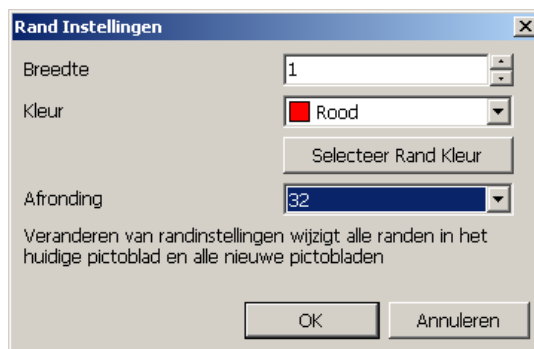 Rand Instellingen
Breedte
1
Kleur
Rood
Selecteer Rand Kleur
Afronding
32
Veranderen van randinstellingen wijzigt alle randen in het
huidige pictoblad en alle nieuwe pictobladen
OK
Annuleren